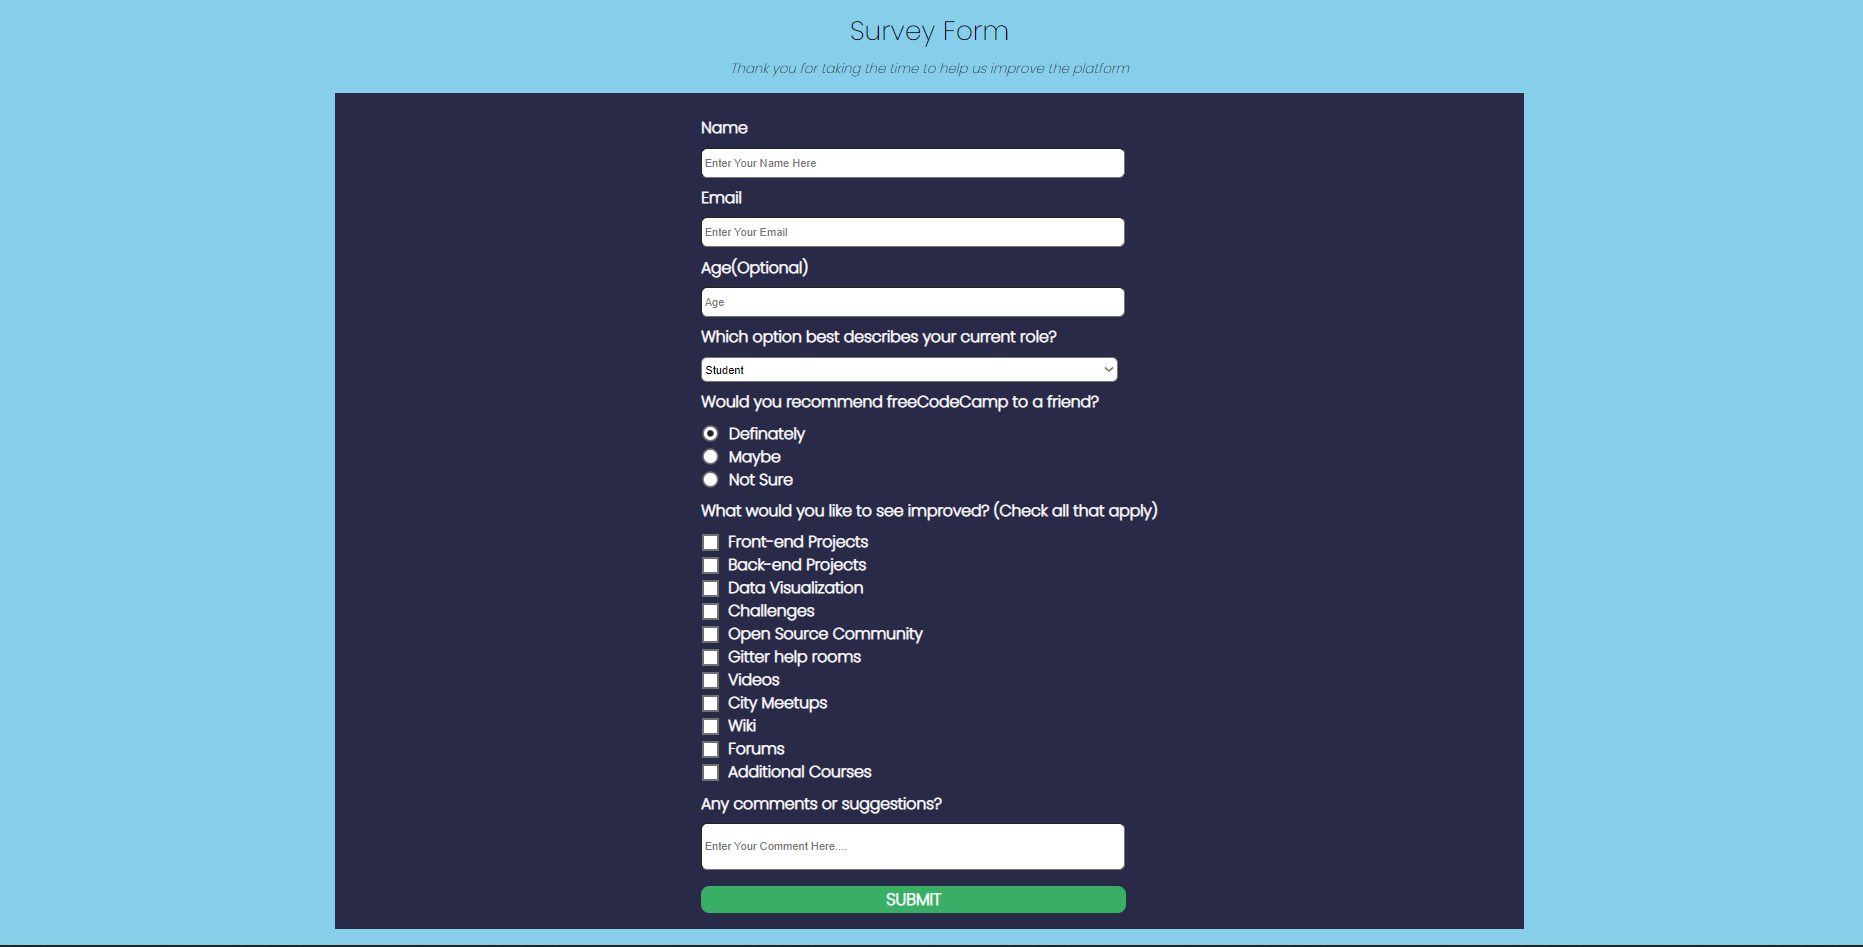 Survey Form
Thank you for taking the time to help us improve the platform
Name
Enter Your Name Here
Email
Enter Your Email
Age(Optional)
Age
Which option best describes your current role?
Student
Would you recommend freeCodeCamp to a friend?
Definately
Maybe
Not Sure
What would you like to see improved? (Check all that apply)
Front-end Projects
Back-end Projects
Data Visualization
Challenges
Open Source Community
Gitter help rooms
Videos
City Meetups
Wiki
Forums
Additional Courses
Any comments or suggestions?
Enter Your Comment Here....
SUBMIT